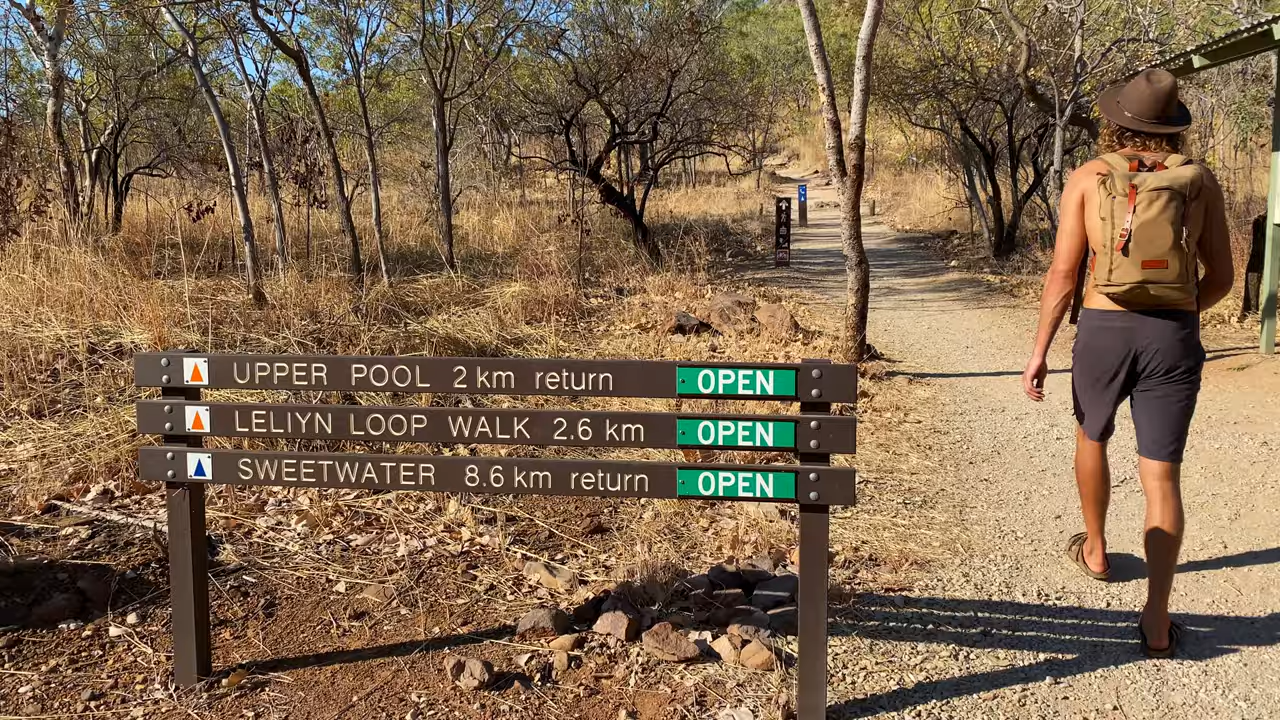 UPPER POOL 2 km return OPEN
LELIYN LOOP WALK 2.6 km OPEN
SWEETWATER 8.6 km return OPEN